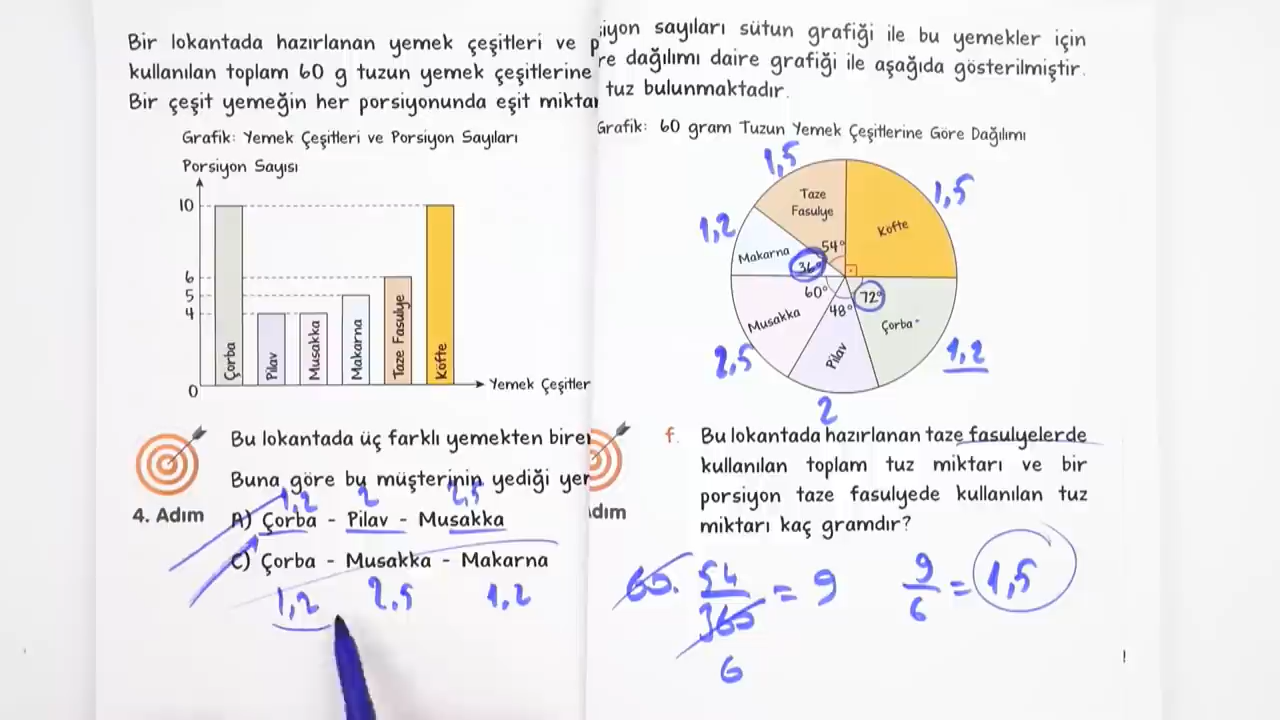 Bir lokantada hazırlanan yemek çeşitleri ve p
kullanılan toplam 60 g tuzun yemek çeşitlerine
Bir çeşit yemeğin her porsiyonunda eşit miktar
Grafik: Yemek Çeşitleri ve Porsiyon Sayıları
Porsiyon Sayısı
10
6
5
4
0
Çorba
Pilav
Musakka
Makarna
Taze Fasulye
Köfte
Yemek Çeşitler
Bu lokantada üç farklı yemekten birer
Buna göre bu müşterinin yediği yem
1,2 2 2,5
4. Adım
A) Çorba - Pilav - Musakka
C) Çorba - Musakka - Makarna
1,2 2,5 1,2
iyon sayıları sütun grafiği ile bu yemekler için
re dağılımı daire grafiği ile aşağıda gösterilmiştir.
tuz bulunmaktadır.
Grafik: 60 gram Tuzun Yemek Çeşitlerine Göre Dağılımı
1,5
1,5
Taze
Fasulye
Köfte
1,2
54°
Makarna
36°
60°
72°
48°
Musakka
Çorba
Pilav
2,5
1,2
2
f. Bu lokantada hazırlanan taze fasulyelerde
kullanılan toplam tuz miktarı ve bir
porsiyon taze fasulyede kullanılan tuz
miktarı kaç gramdır?
dım
60. 54/360 = 9
6
9/6 = 1,5